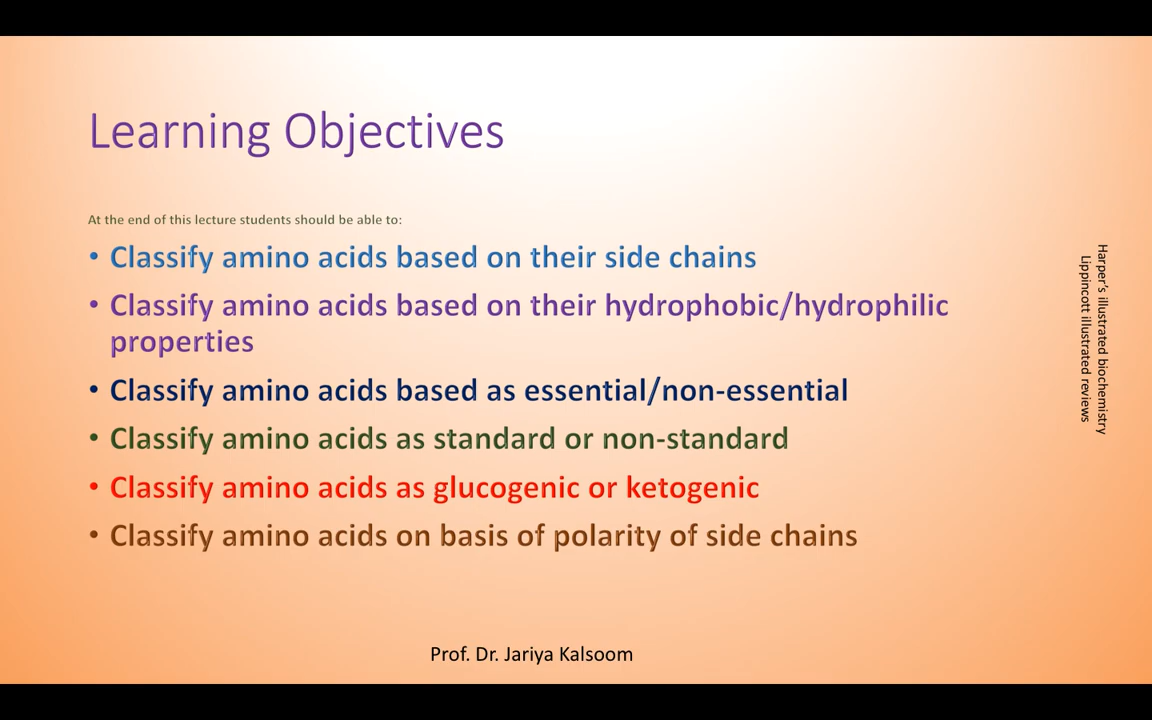 Learning Objectives
At the end of this lecture students should be able to:
• Classify amino acids based on their side chains
• Classify amino acids based on their hydrophobic/hydrophilic
properties
• Classify amino acids based as essential/non-essential
• Classify amino acids as standard or non-standard
• Classify amino acids as glucogenic or ketogenic
• Classify amino acids on basis of polarity of side chains
Harper's illustrated biochemistry
Lippincott illustrated reviews
Prof. Dr. Jariya Kalsoom